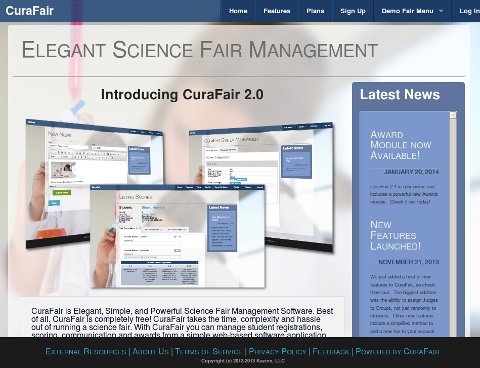 CuraFair
Home Features Plans Sign Up Demo Fair Menu Log In
ELEGANT SCIENCE FAIR MANAGEMENT
Introducing CuraFair 2.0
Latest News
AWARD
MODULE NOW
AVAILABLE!
JANUARY 20, 2014
CuraFair 2.1 is now online and
includes a powerful new Awards
module. Check it out today!
NEW
FEATURES
LAUNCHED!
NOVEMBER 21, 2013
We just added a host of new
features to CuraFair, so check
them out. The biggest addition
was the ability to assign Judges
to Groups, not just randomly to
students. Other new features
include a simplified method to
add a new fair to your account
CuraFair is Elegant, Simple, and Powerful Science Fair Management Software. Best
of all, CuraFair is completely free! CuraFair takes the time, complexity and hassle
out of running a science fair. With CuraFair you can manage student registrations,
scoring, communication and awards from a simple web-based software application
EXTERNAL RESOURCES | ABOUT US | TERMS OF SERVICE | PRIVACY POLICY | FEEDBACK | POWERED BY CURAFAIR
Copyright (c) 2012-2013 Kazinc, LLC